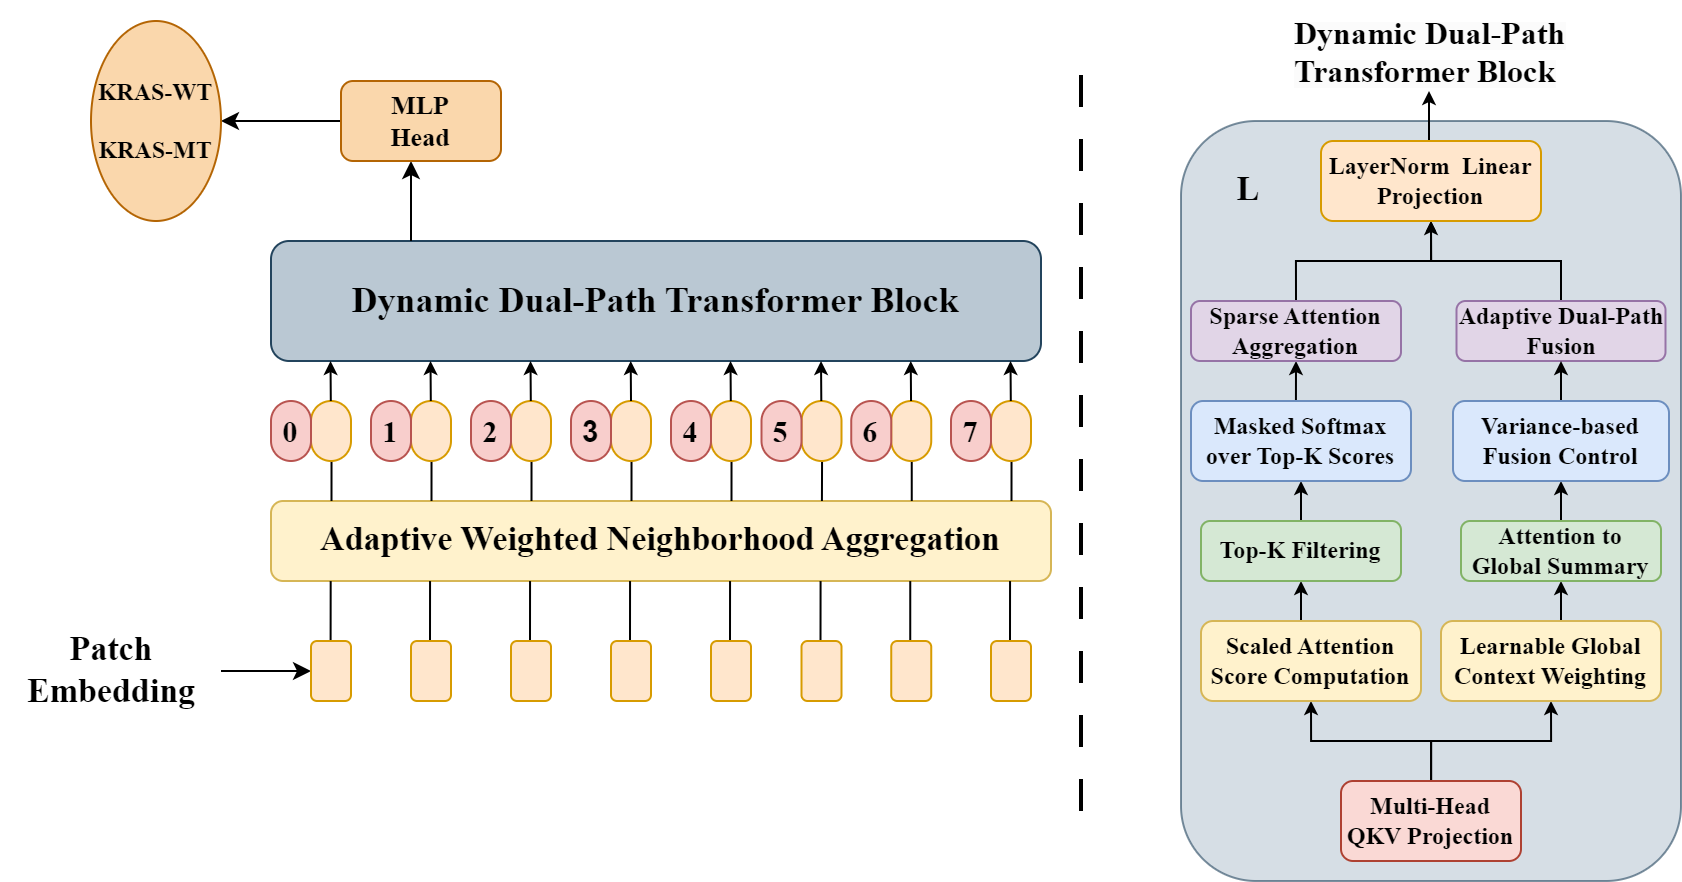 KRAS-WT
KRAS-MT
MLP
Head
Dynamic Dual-Path Transformer Block
0 1 2 3 4 5 6 7
Adaptive Weighted Neighborhood Aggregation
Patch
Embedding
Dynamic Dual-Path
Transformer Block
L
LayerNorm Linear
Projection
Sparse Attention
Aggregation
Adaptive Dual-Path
Fusion
Masked Softmax
over Top-K Scores
Variance-based
Fusion Control
Top-K Filtering
Attention to
Global Summary
Scaled Attention
Score Computation
Learnable Global
Context Weighting
Multi-Head
QKV Projection